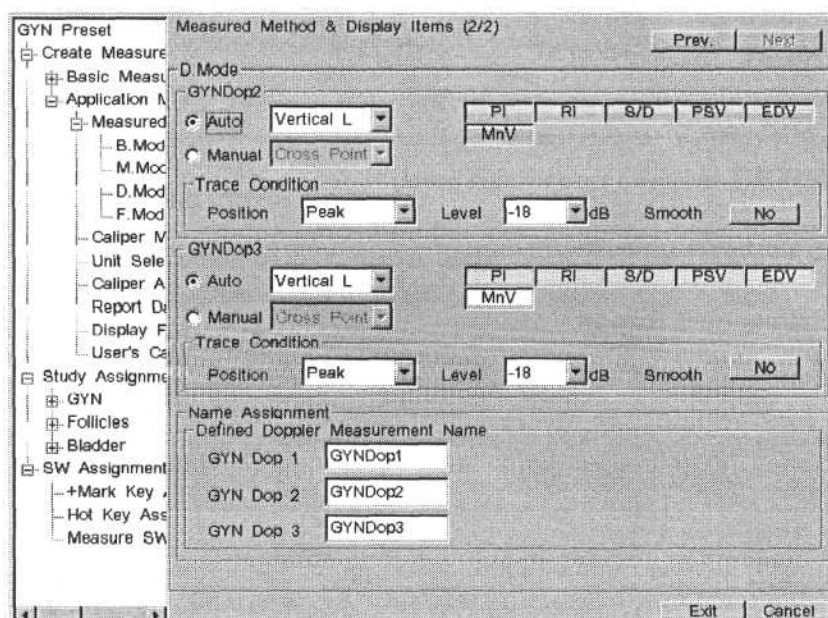 GYN Preset
Create Measure
Basic Measu
Application M
Measured
B.Mod
M.Mod
D.Mod
F.Mod
Caliper M
Unit Sele
Caliper A
Report Da
Display F
User's Ca
Study Assignme
GYN
Follicles
Bladder
SW Assignment
+Mark Key A
Hot Key Ass
Measure SW
Measured Method & Display Items (2/2)
Prev. Next
D.Mode
GYNDop2
Auto Vertical L PI RI S/D PSV EDV
MnV
Manual Cross Point
Trace Condition
Position Peak Level -18 dB Smooth No
GYNDop3
Auto Vertical L PI RI S/D PSV EDV
MnV
Manual Cross Point
Trace Condition
Position Peak Level -18 dB Smooth No
Name Assignment
Defined Doppler Measurement Name
GYN Dop 1 GYNDop1
GYN Dop 2 GYNDop2
GYN Dop 3 GYNDop3
Exit Cancel